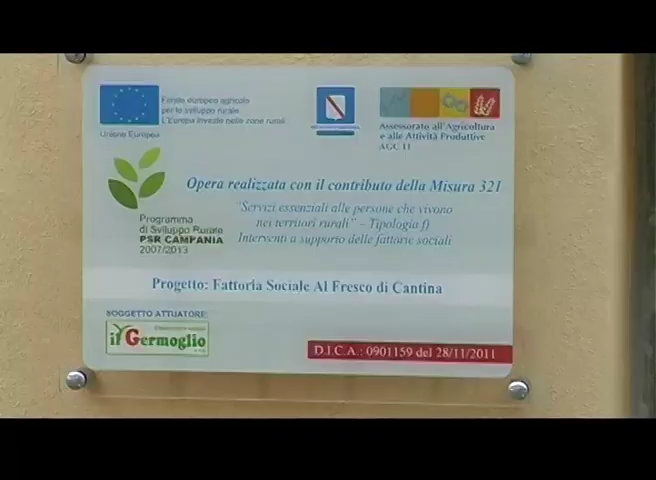 Fondo europeo agricolo
per lo sviluppo rurale
L'Europa investe nelle zone rurali
Unione Europea
Assessorato all'Agricoltura
e alle Attività Produttive
AGC 11
Opera realizzata con il contributo della Misura 321
"Servizi essenziali alle persone che vivono
nei territori rurali" – Tipologia f)
Interventi a supporto delle fattorie sociali
Programma
di Sviluppo Rurale
PSR CAMPANIA
2007/2013
Progetto: Fattoria Sociale Al Fresco di Cantina
SOGGETTO ATTUATORE:
il Germoglio
D.I.C.A.: 0901159 del 28/11/2011